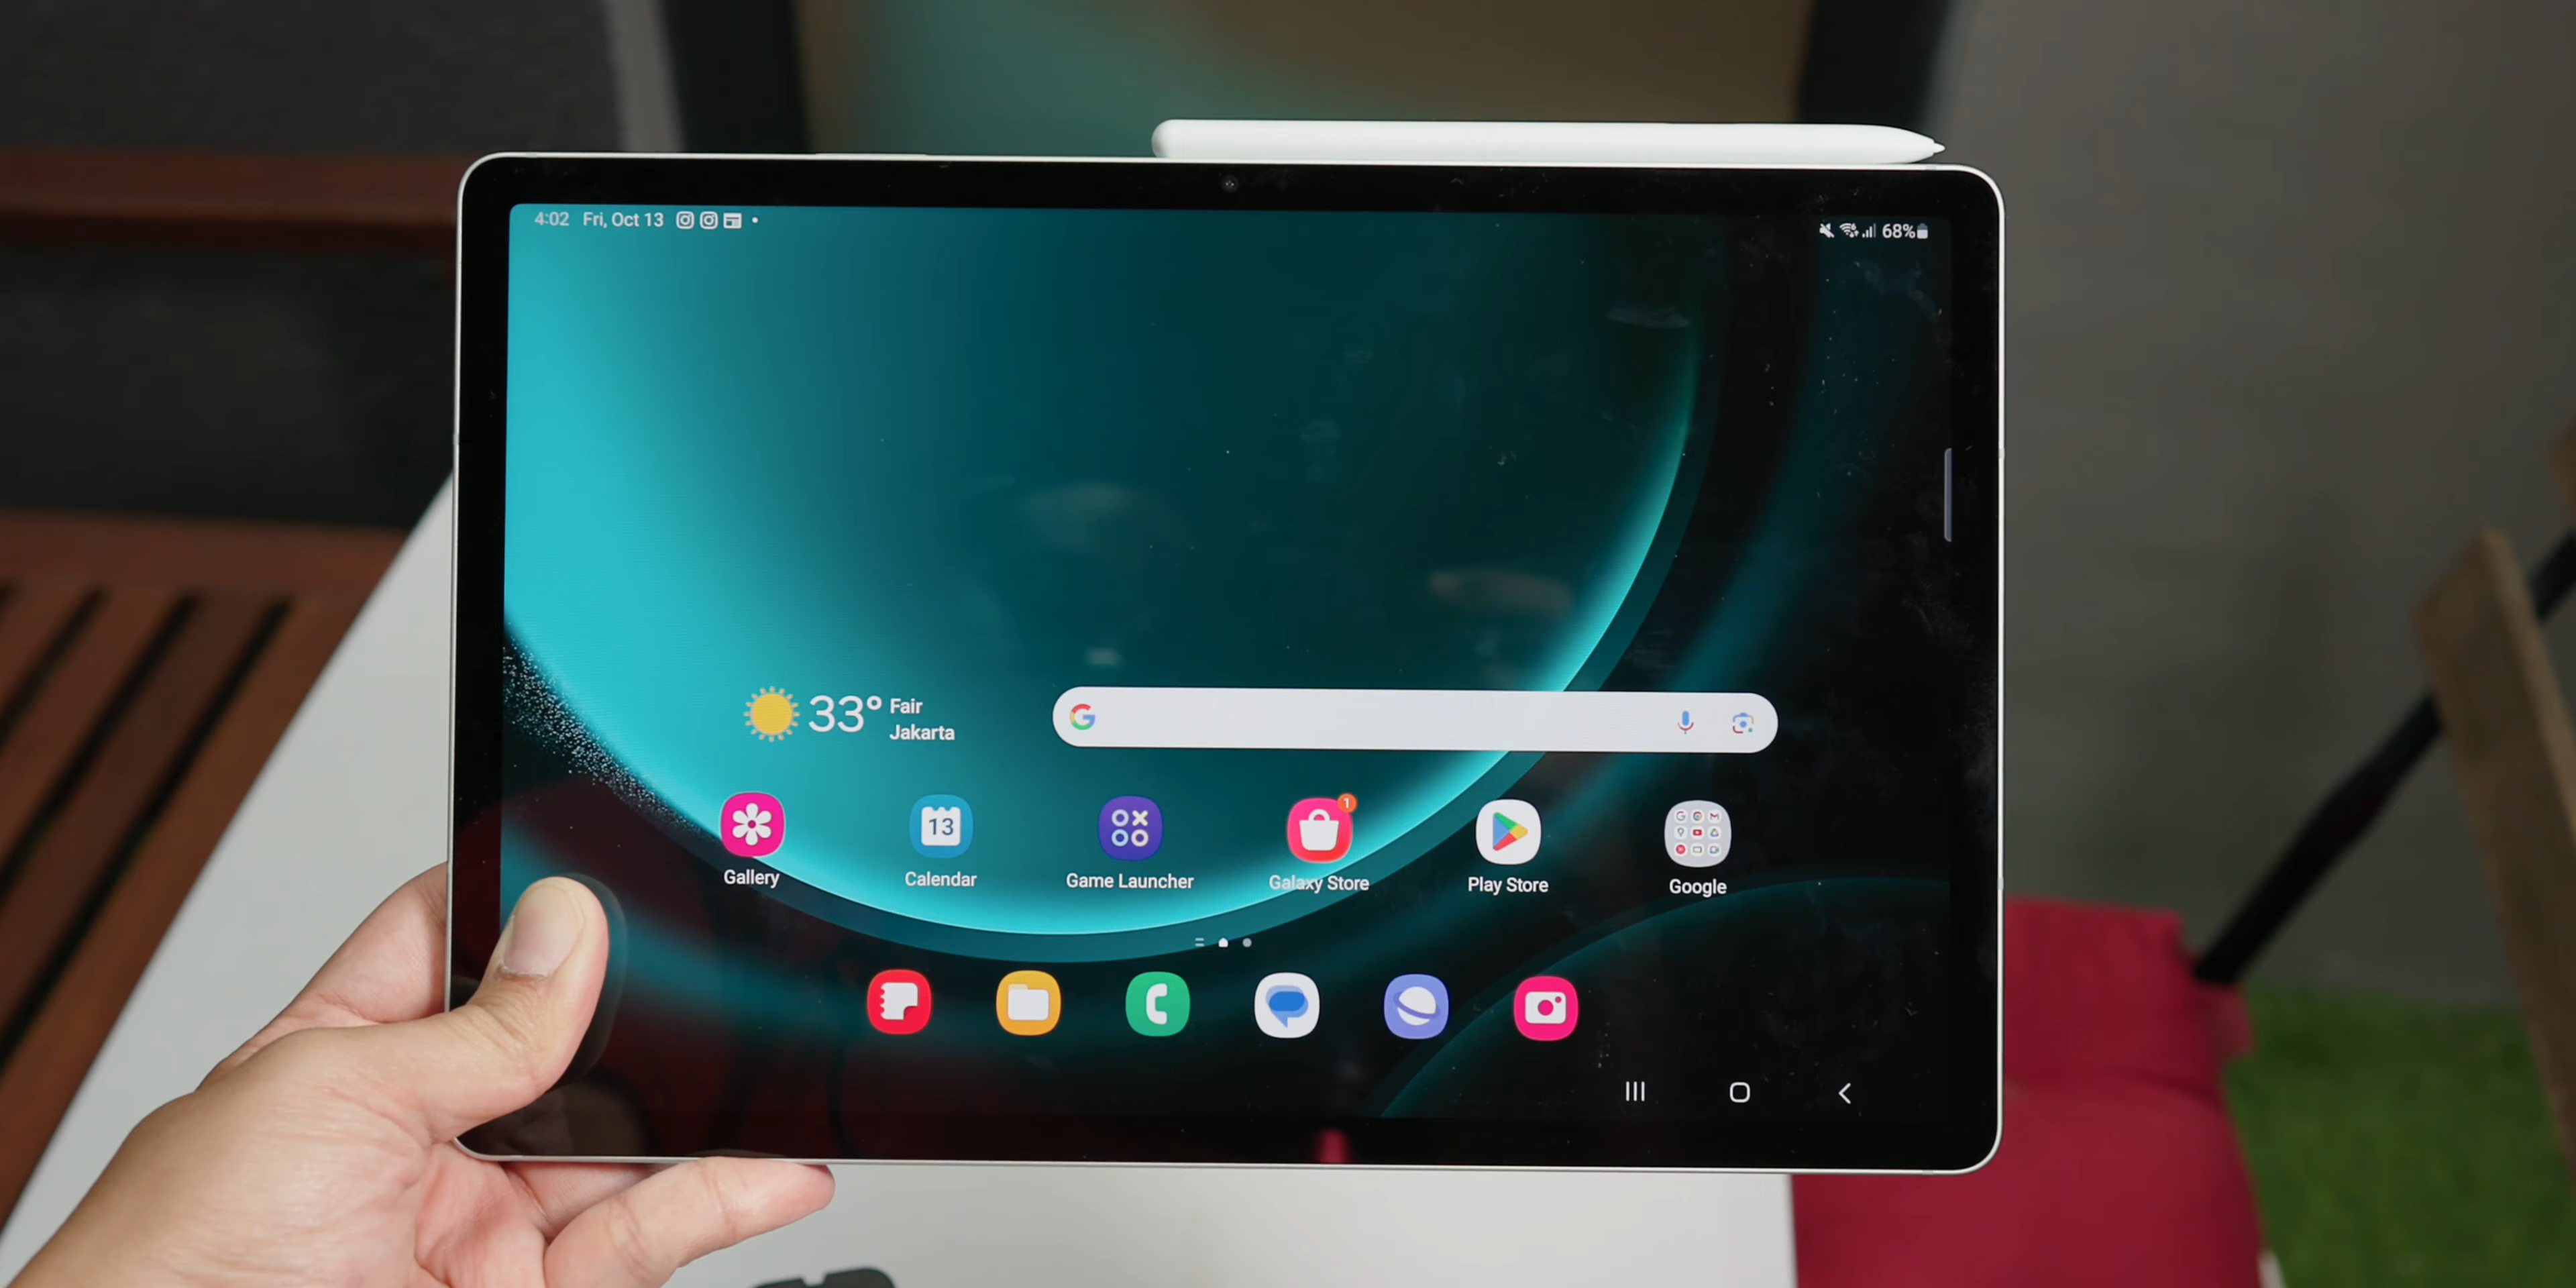 4:02 Fri, Oct 13
68%
33° Fair
Jakarta
G
13
1
Gallery
Calendar
Game Launcher
Galaxy Store
Play Store
Google